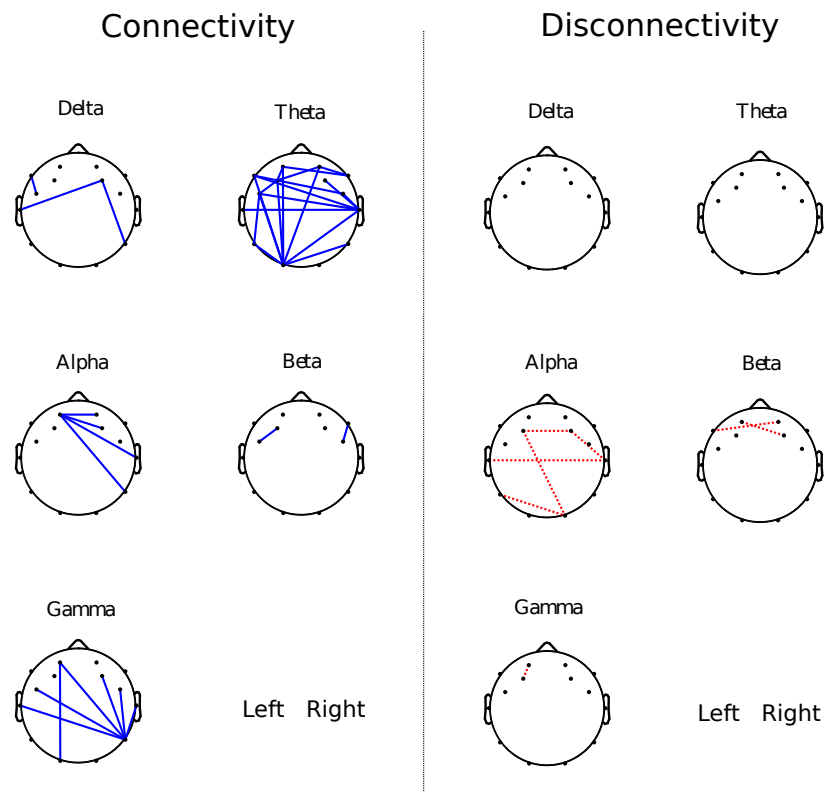 Connectivity
Disconnectivity
Delta
Theta
Delta
Theta
Alpha
Beta
Alpha
Beta
Gamma
Gamma
Left Right
Left Right